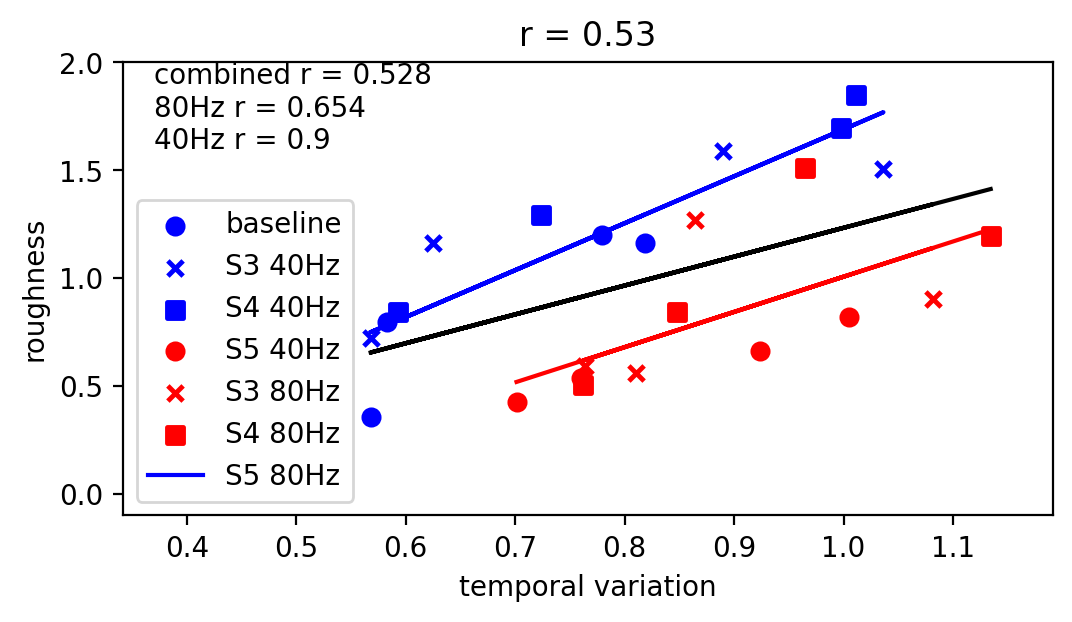 r = 0.53
combined r = 0.528
80Hz r = 0.654
40Hz r = 0.9
baseline
S3 40Hz
S4 40Hz
S5 40Hz
S3 80Hz
S4 80Hz
S5 80Hz
roughness
2.0
1.5
1.0
0.5
0.0
0.4 0.5 0.6 0.7 0.8 0.9 1.0 1.1
temporal variation